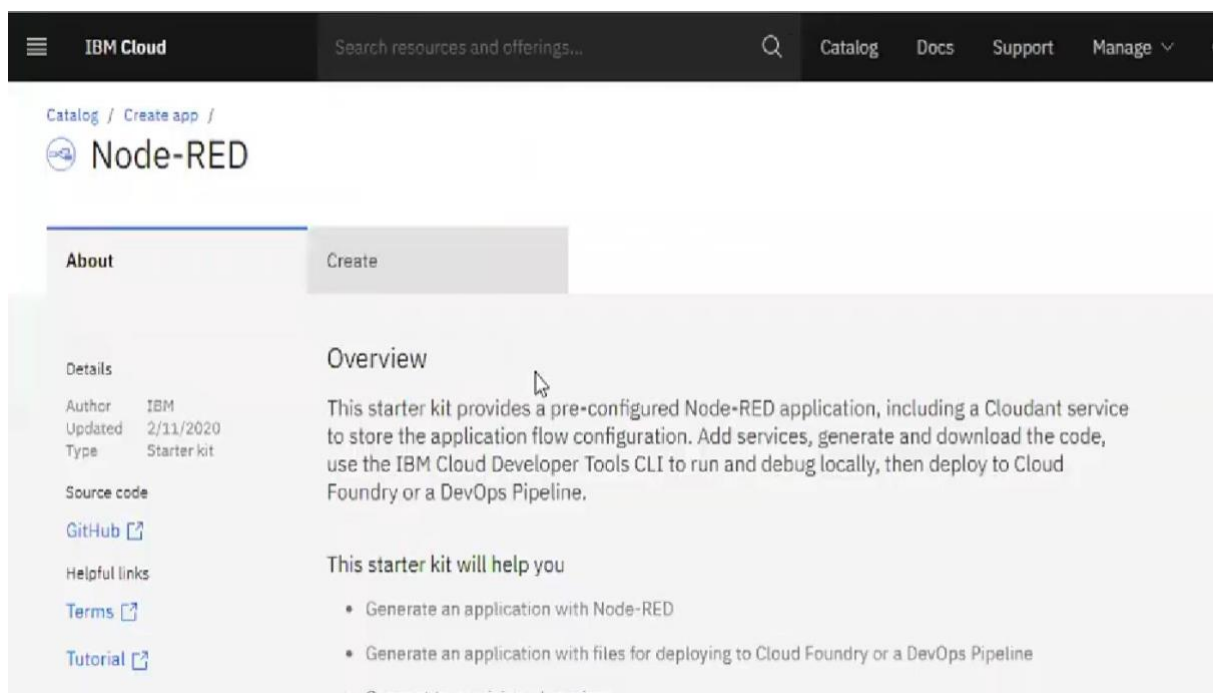 IBM Cloud Search resources and offerings... Catalog Docs Support Manage
Catalog / Create app /
Node-RED
About Create
Details
Author IBM
Updated 2/11/2020
Type Starter kit
Source code
GitHub
Helpful links
Terms
Tutorial
Overview
This starter kit provides a pre-configured Node-RED application, including a Cloudant service
to store the application flow configuration. Add services, generate and download the code,
use the IBM Cloud Developer Tools CLI to run and debug locally, then deploy to Cloud
Foundry or a DevOps Pipeline.
This starter kit will help you
• Generate an application with Node-RED
• Generate an application with files for deploying to Cloud Foundry or a DevOps Pipeline